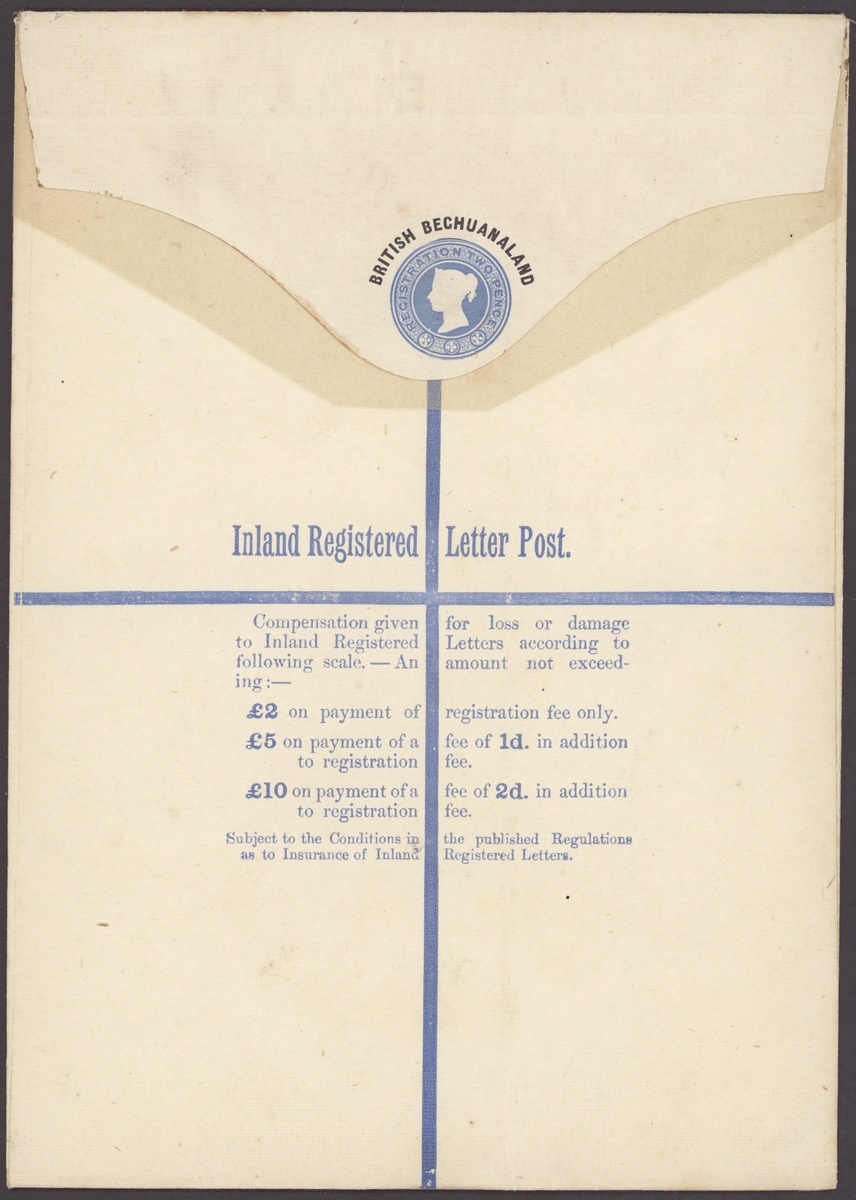 BRITISH BECHUANALAND
REGISTRATION TWO PENCE
Inland Registered Letter Post.
Compensation given for loss or damage
to Inland Registered Letters according to
following scale. — An amount not exceed-
ing:—
£2 on payment of registration fee only.
£5 on payment of a fee of 1d. in addition
to registration fee.
£10 on payment of a fee of 2d. in addition
to registration fee.
Subject to the Conditions in the published Regulations
as to Insurance of Inland Registered Letters.